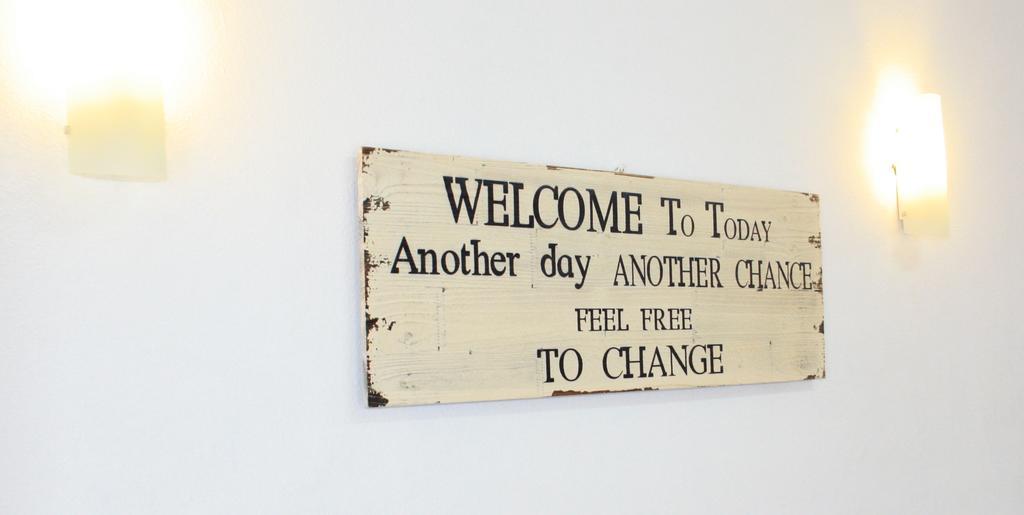 WELCOME To TODAY
Another day ANOTHER CHANCE
FEEL FREE
TO CHANGE